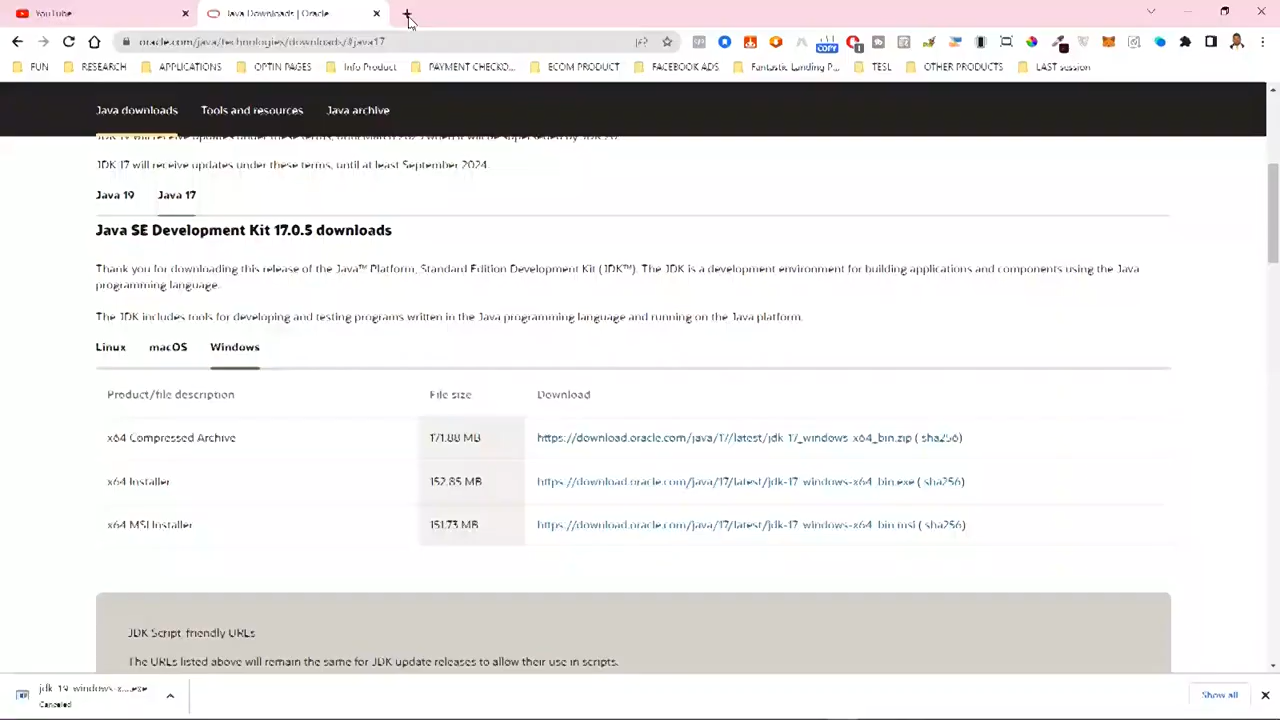 YouTube
Java Downloads | Oracle
oracle.com/java/technologies/downloads/#java17
COPY
FUN
RESEARCH
APPLICATIONS
OPTIN PAGES
Info Product
PAYMENT CHECKO...
ECOM PRODUCT
FACEBOOK ADS
Fantastic Landing P...
TESL
OTHER PRODUCTS
LAST session
Java downloads
Tools and resources
Java archive
JDK 17 will receive updates under these terms, until at least September 2024.
Java 19
Java 17
Java SE Development Kit 17.0.5 downloads
Thank you for downloading this release of the Java™ Platform, Standard Edition Development Kit (JDK™). The JDK is a development environment for building applications and components using the Java
programming language.
The JDK includes tools for developing and testing programs written in the Java programming language and running on the Java platform.
Linux
macOS
Windows
Product/file description
File size
Download
x64 Compressed Archive
171.88 MB
https://download.oracle.com/java/17/latest/jdk-17_windows-x64_bin.zip ( sha256)
x64 Installer
152.85 MB
https://download.oracle.com/java/17/latest/jdk-17_windows-x64_bin.exe ( sha256)
x64 MSI Installer
151.73 MB
https://download.oracle.com/java/17/latest/jdk-17_windows-x64_bin.msi ( sha256)
JDK Script-friendly URLs
The URLs listed above will remain the same for JDK update releases to allow their use in scripts.
jdk-19_windows-x....exe
Canceled
Show all